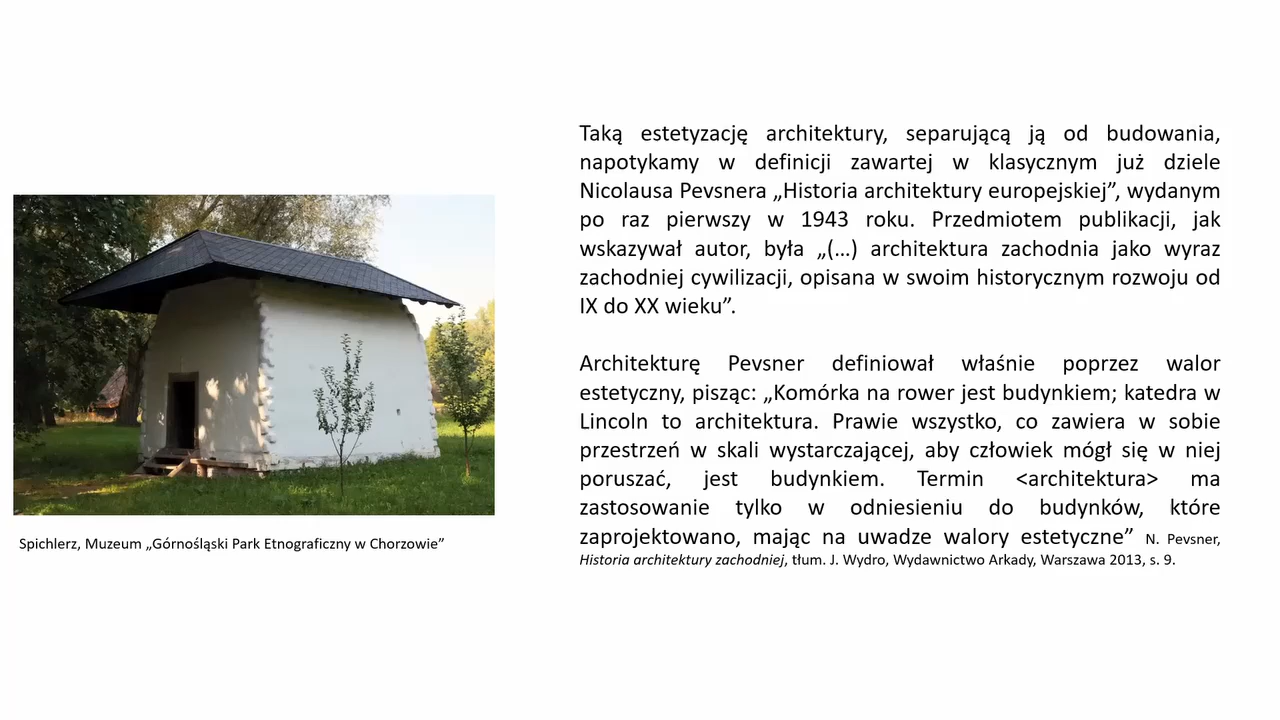 Taką estetyzację architektury, separującą ją od budowania,
napotykamy w definicji zawartej w klasycznym już dziele
Nicolausa Pevsnera „Historia architektury europejskiej”, wydanym
po raz pierwszy w 1943 roku. Przedmiotem publikacji, jak
wskazywał autor, była „(…) architektura zachodnia jako wyraz
zachodniej cywilizacji, opisana w swoim historycznym rozwoju od
IX do XX wieku”.
Architekturę Pevsner definiował właśnie poprzez walor
estetyczny, pisząc: „Komórka na rower jest budynkiem; katedra w
Lincoln to architektura. Prawie wszystko, co zawiera w sobie
przestrzeń w skali wystarczającej, aby człowiek mógł się w niej
poruszać, jest budynkiem. Termin <architektura> ma
zastosowanie tylko w odniesieniu do budynków, które
zaprojektowano, mając na uwadze walory estetyczne” N. Pevsner,
Historia architektury zachodniej, tłum. J. Wydro, Wydawnictwo Arkady, Warszawa 2013, s. 9.
Spichlerz, Muzeum „Górnośląski Park Etnograficzny w Chorzowie”